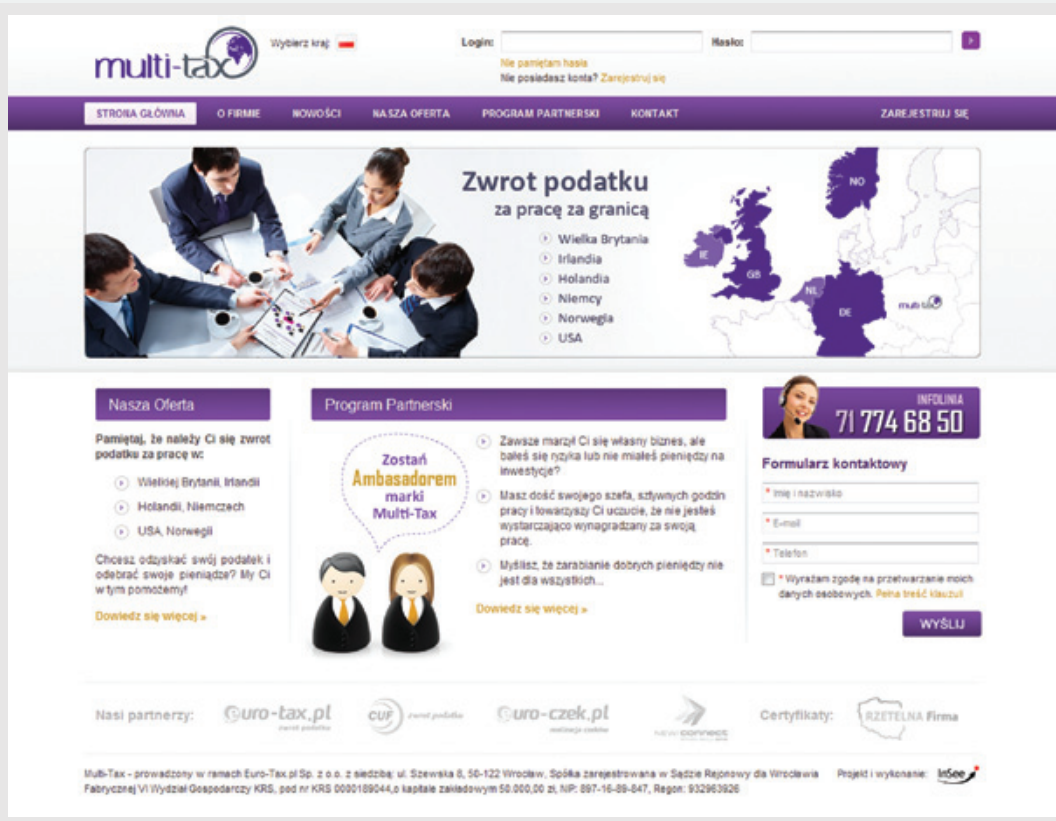 multi-tax
Wybierz kraj:
Login:
Hasło:
Nie pamiętam hasła
Nie posiadasz konta? Zarejestruj się
STRONA GŁÓWNA
O FIRMIE
NOWOŚCI
NASZA OFERTA
PROGRAM PARTNERSKI
KONTAKT
ZAREJESTRUJ SIĘ
Zwrot podatku
za pracę za granicą
Wielka Brytania
Irlandia
Holandia
Niemcy
Norwegia
USA
NO
IE
GB
NL
DE
multi-tax
Nasza Oferta
Pamiętaj, że należy Ci się zwrot
podatku za pracę w:
Wielkiej Brytanii, Irlandii
Holandii, Niemczech
USA, Norwegii
Chcesz odzyskać swój podatek i
odebrać swoje pieniądze? My Ci
w tym pomożemy!
Dowiedz się więcej »
Program Partnerski
Zostań
Ambasadorem
marki
Multi-Tax
Zawsze marzył Ci się własny biznes, ale
bałeś się ryzyka lub nie miałeś pieniędzy na
inwestycje?
Masz dość swojego szefa, sztywnych godzin
pracy i towarzyszy Ci uczucie, że nie jesteś
wystarczająco wynagradzany za swoją
pracę.
Myślisz, że zarabianie dobrych pieniędzy nie
jest dla wszystkich...
Dowiedz się więcej »
INFOLINIA
71 774 68 50
Formularz kontaktowy
* Imię i nazwisko
* E-mail
* Telefon
* Wyrażam zgodę na przetwarzanie moich
danych osobowych. Pełna treść klauzuli
WYŚLIJ
Nasi partnerzy:
euro-tax.pl
zwrot podatku
CUF
zwrot podatku
euro-czek.pl
realizacja czeków
NEW CONNECT
Certyfikaty:
RZETELNA Firma
Multi-Tax - prowadzony w ramach Euro-Tax.pl Sp. z o.o. z siedzibą: ul. Szewska 8, 50-122 Wrocław, Spółka zarejestrowana w Sądzie Rejonowy dla Wrocławia
Fabrycznej VI Wydział Gospodarczy KRS, pod nr KRS 0000189044,o kapitale zakładowym 50.000,00 zł, NIP: 897-16-89-847, Regon: 932963926
Projekt i wykonanie: InSee